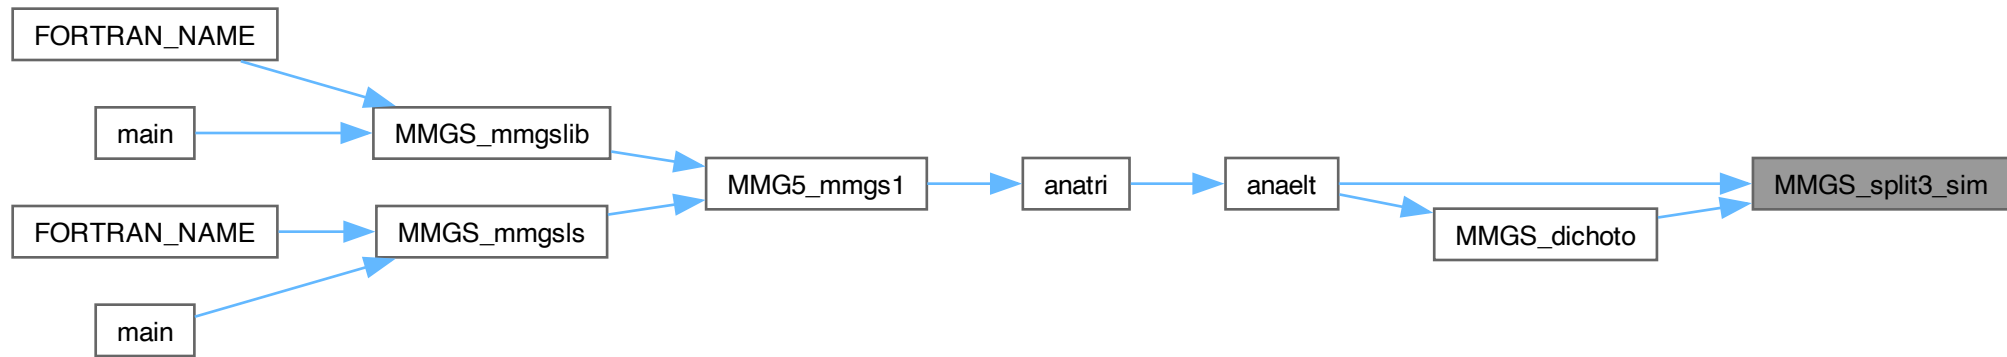 FORTRAN_NAME
main
MMGS_mmgslib
FORTRAN_NAME
main
MMGS_mmgsls
MMG5_mmgs1
anatri
anaelt
MMGS_dichoto
MMGS_split3_sim